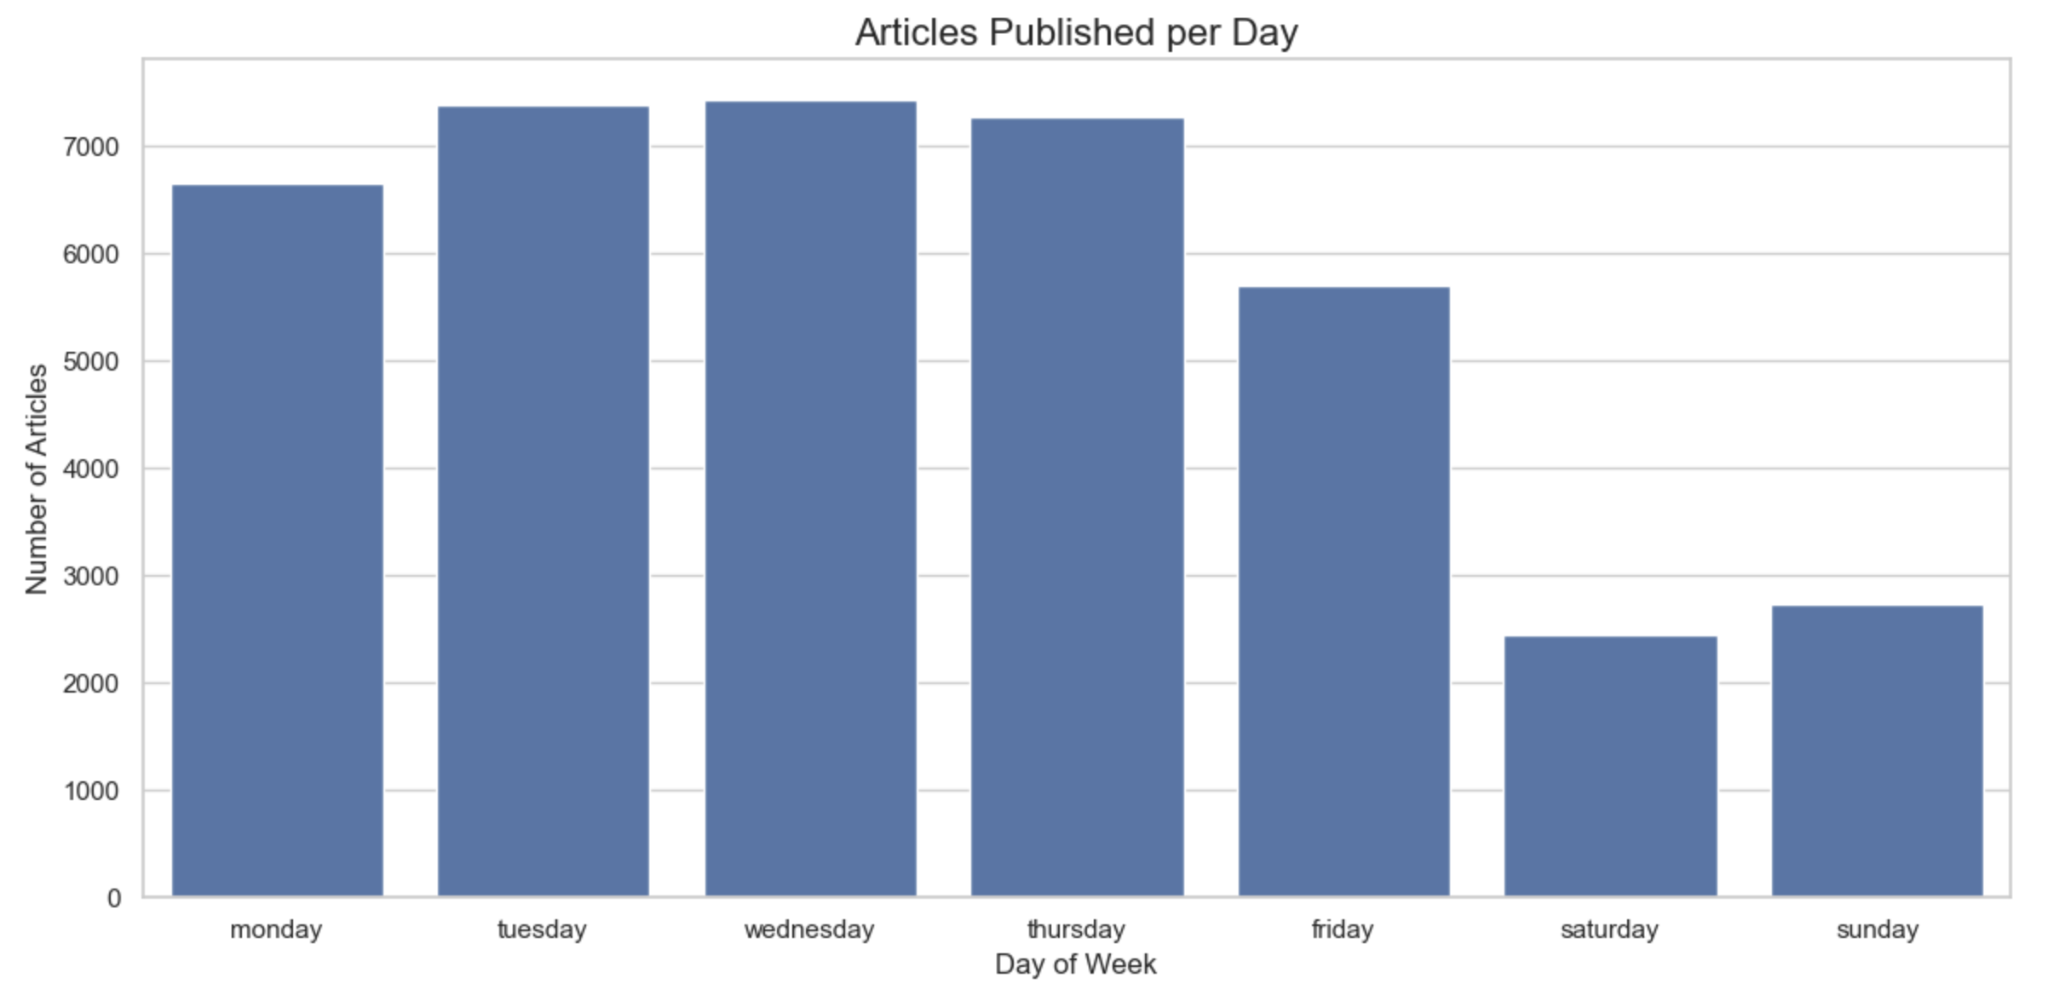 Articles Published per Day
Number of Articles
7000
6000
5000
4000
3000
2000
1000
0
monday tuesday wednesday thursday friday saturday sunday
Day of Week